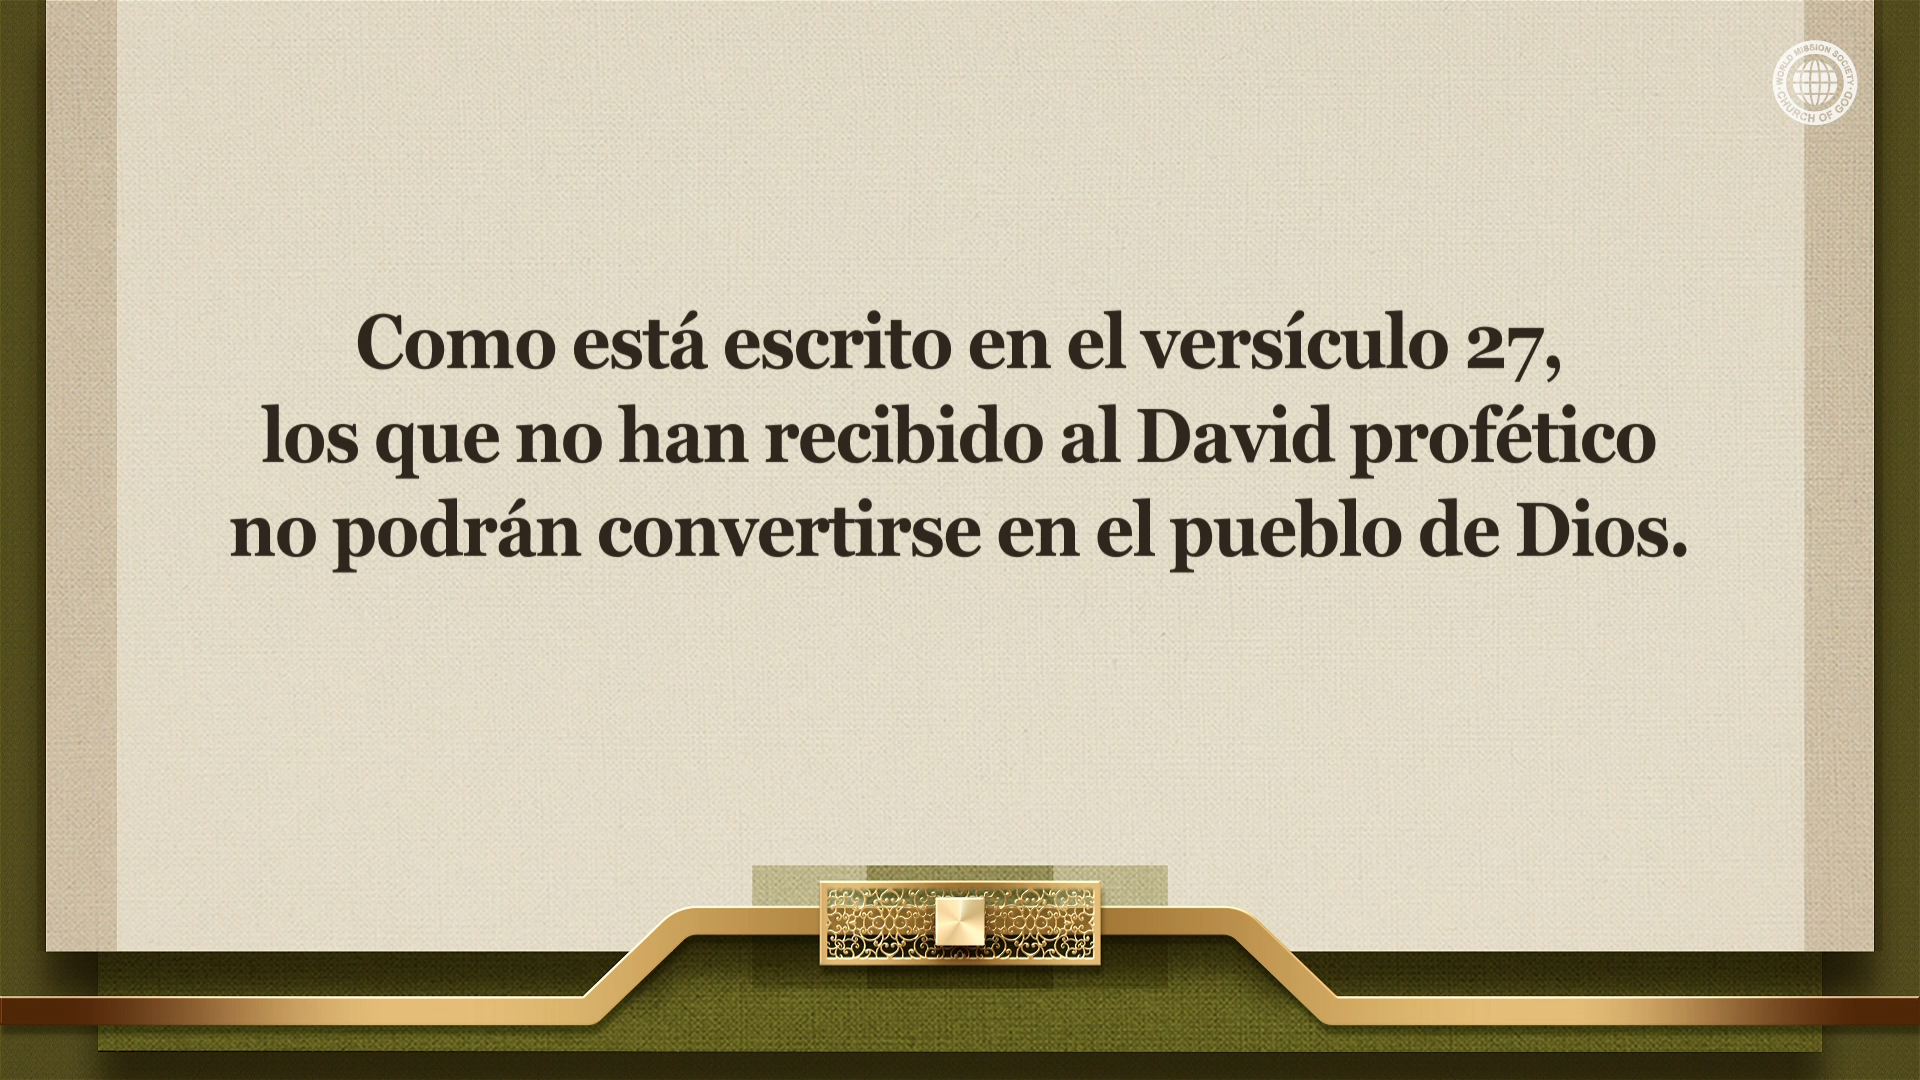 WORLD MISSION SOCIETY
CHURCH OF GOD
Como está escrito en el versículo 27,
los que no han recibido al David profético
no podrán convertirse en el pueblo de Dios.